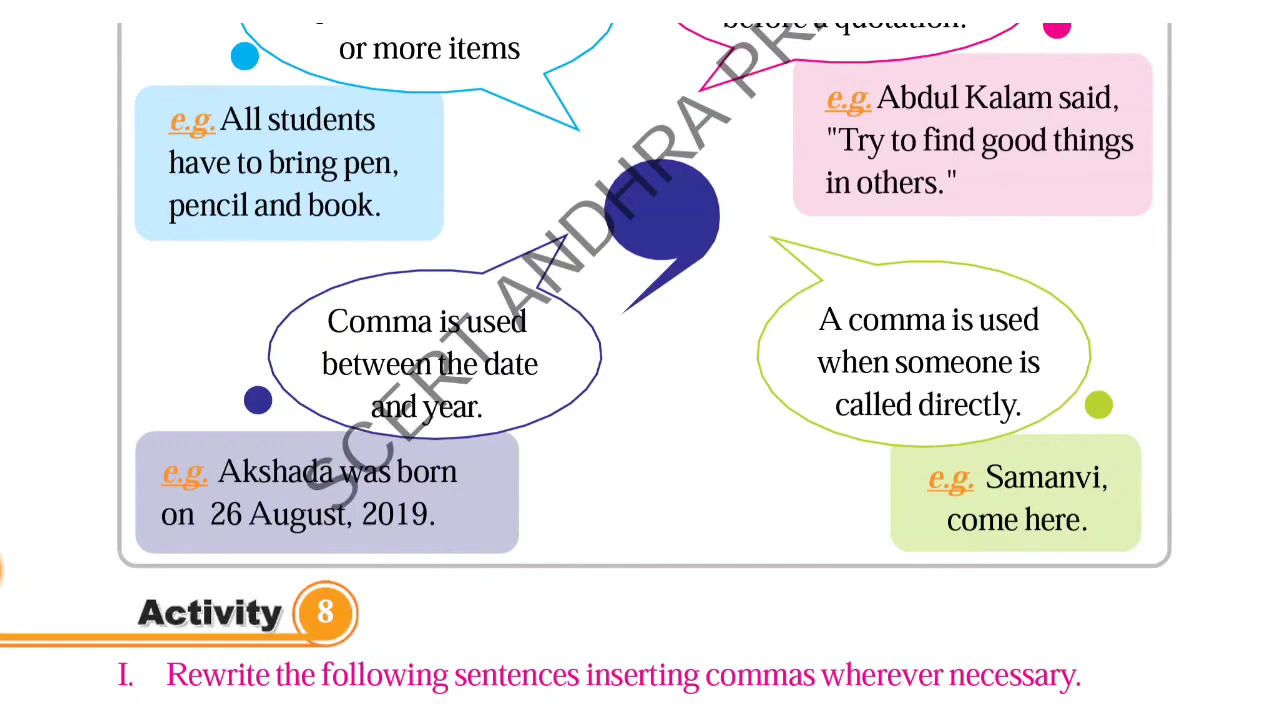 or more items
before a quotation.
e.g. All students
have to bring pen,
pencil and book.
e.g. Abdul Kalam said,
"Try to find good things
in others."
Comma is used
between the date
and year.
A comma is used
when someone is
called directly.
e.g. Akshada was born
on 26 August, 2019.
e.g. Samanvi,
come here.
SCERT ANDHRA PR
Activity 8
I. Rewrite the following sentences inserting commas wherever necessary.